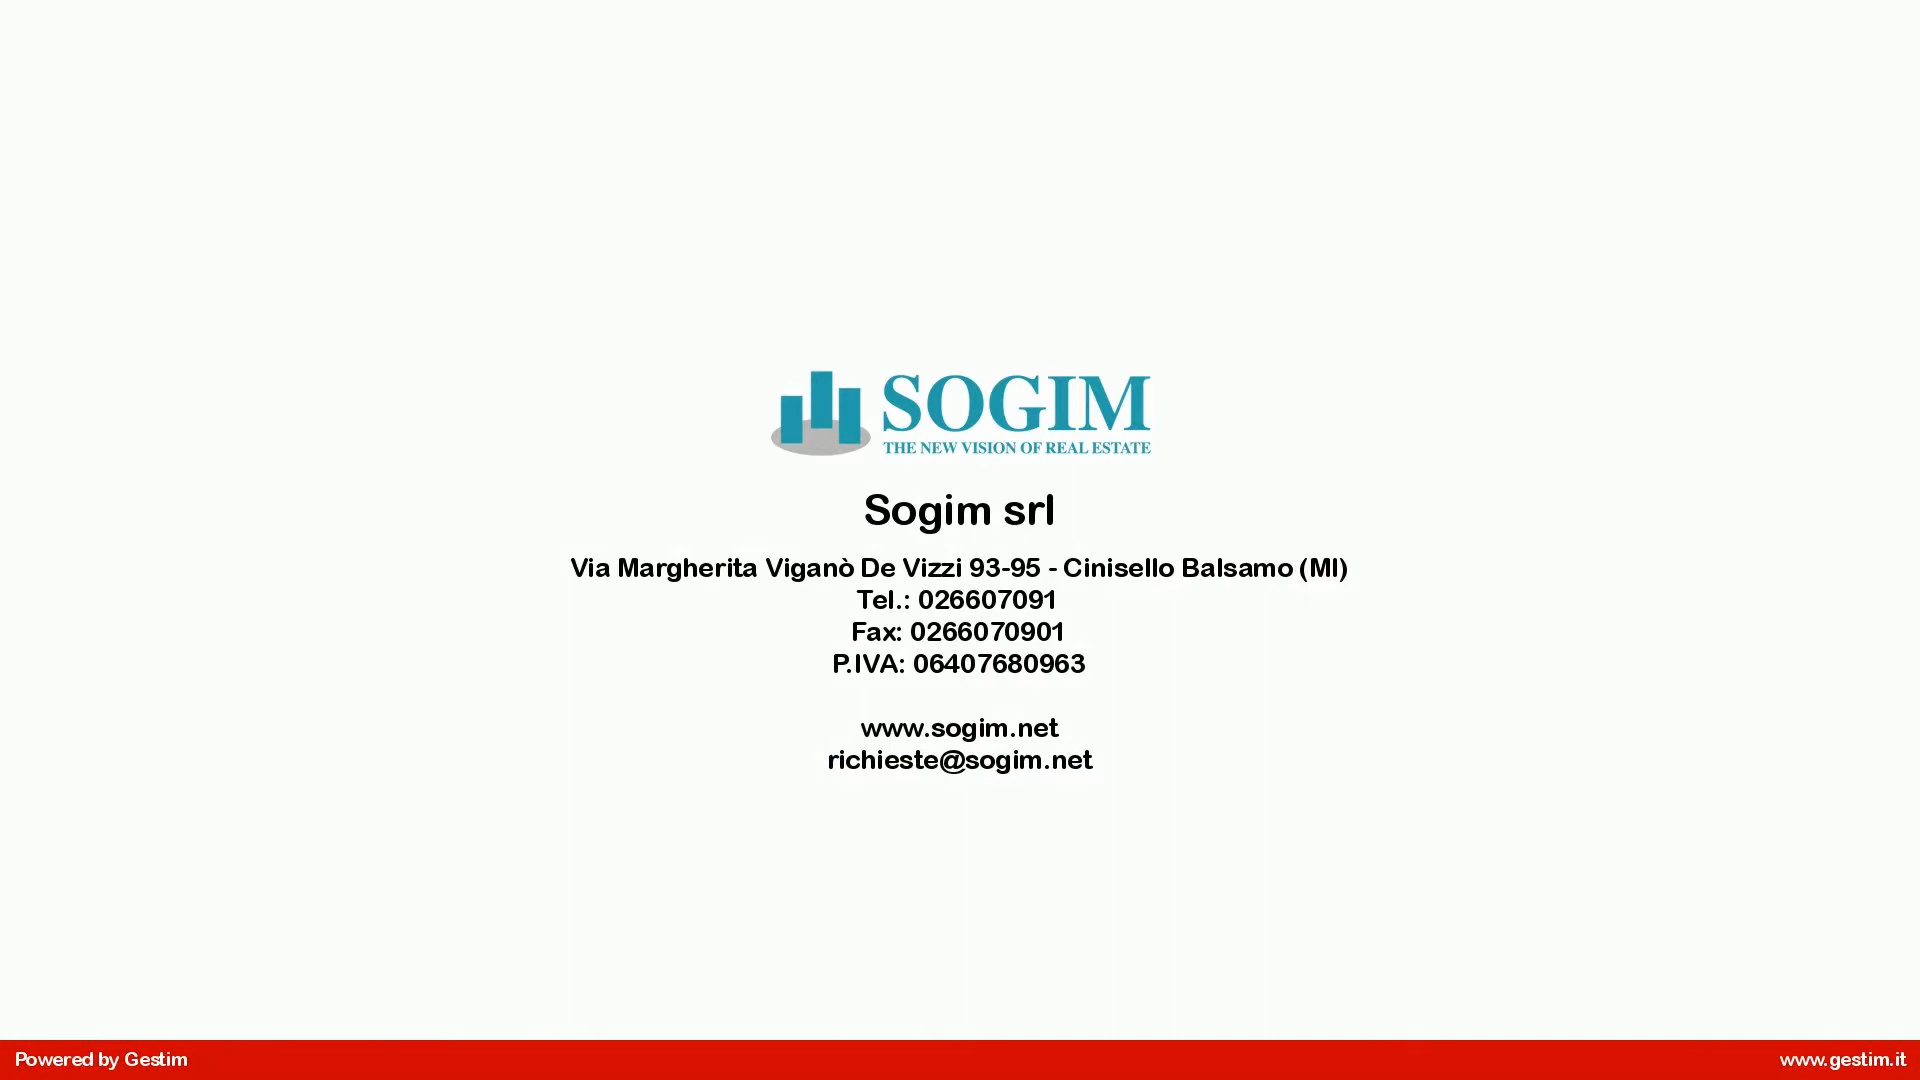 SOGIM
THE NEW VISION OF REAL ESTATE
Sogim srl
Via Margherita Viganò De Vizzi 93-95 - Cinisello Balsamo (MI)
Tel.: 026607091
Fax: 0266070901
P.IVA: 06407680963
www.sogim.net
richieste@sogim.net
Powered by Gestim
www.gestim.it